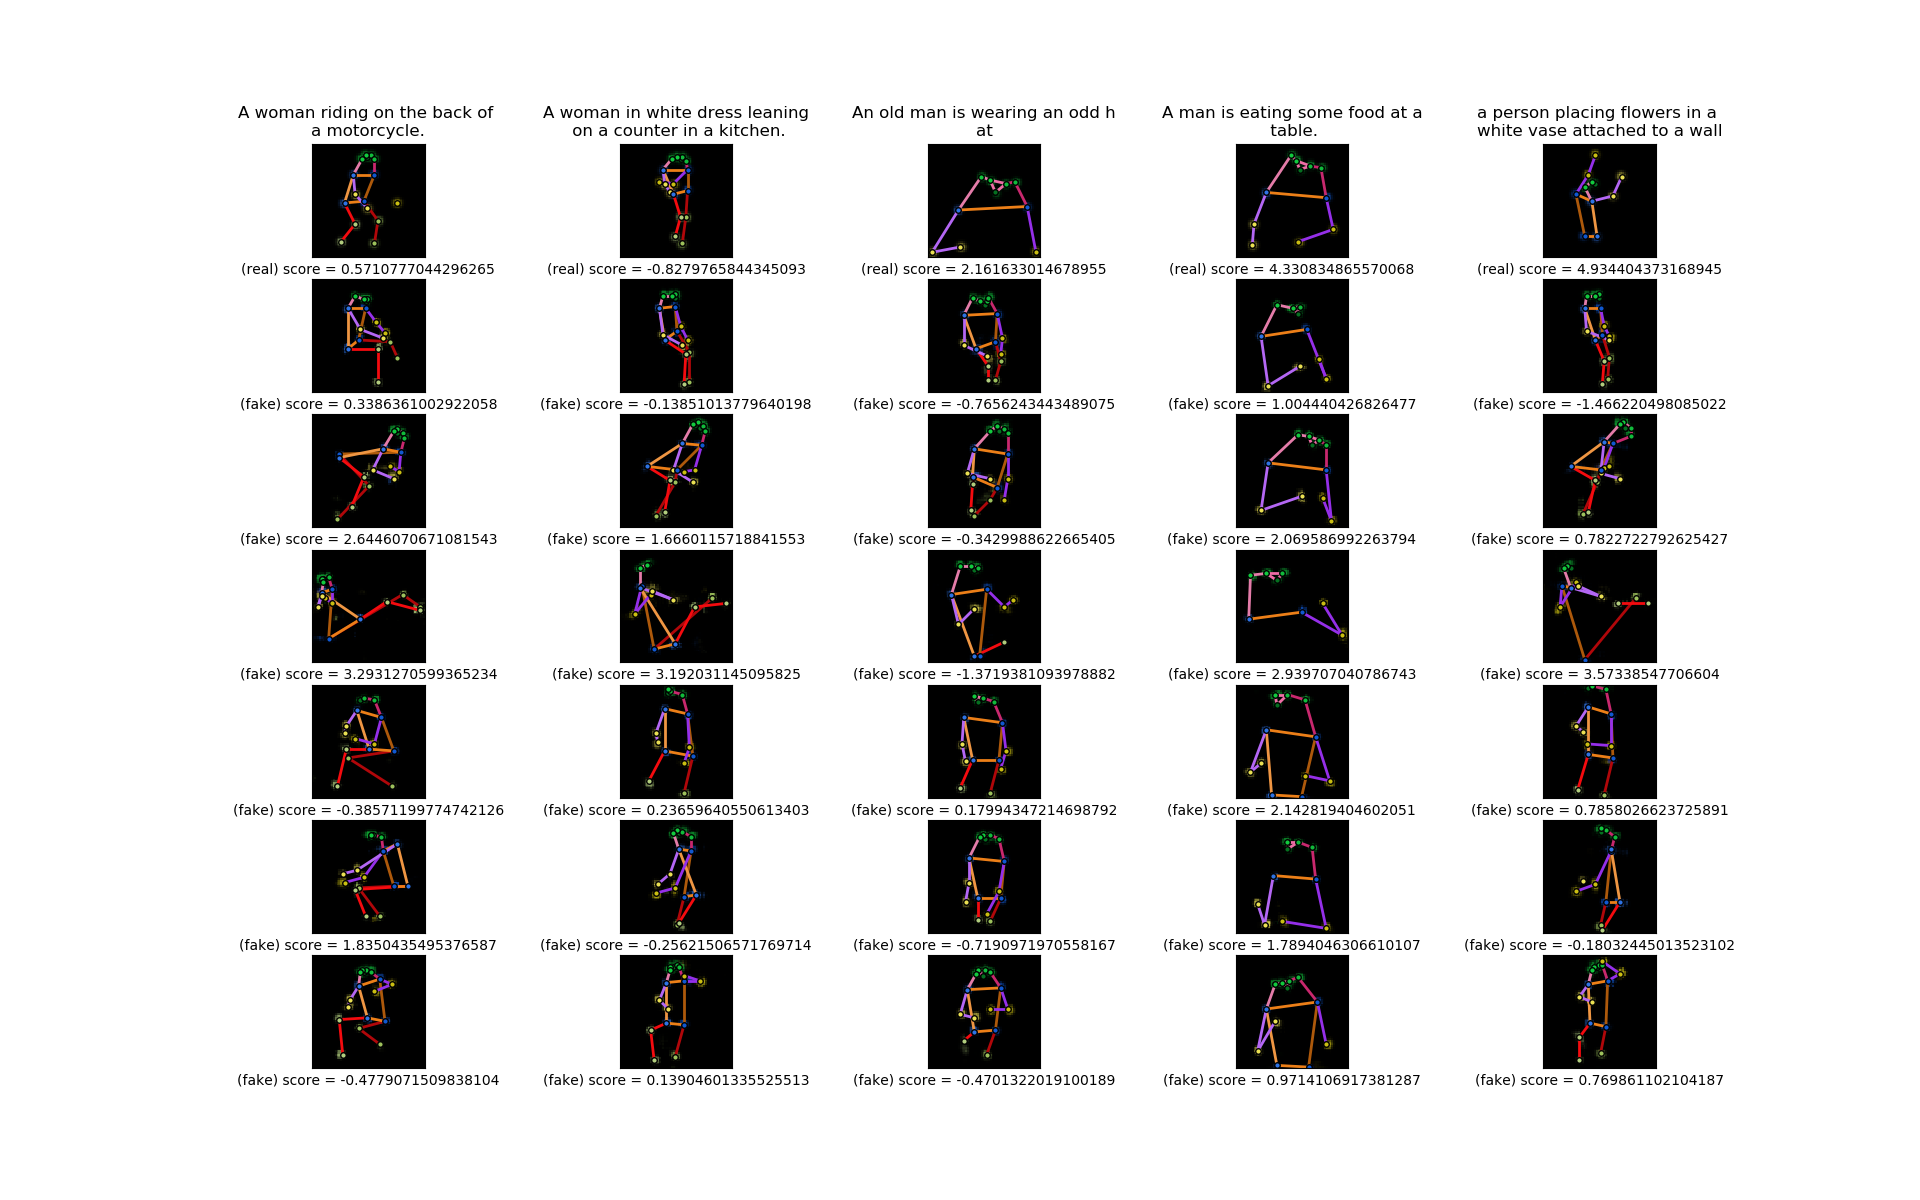 A woman riding on the back of
a motorcycle.
A woman in white dress leaning
on a counter in a kitchen.
An old man is wearing an odd h
at
A man is eating some food at a
table.
a person placing flowers in a
white vase attached to a wall
(real) score = 0.5710777044296265
(real) score = -0.8279765844345093
(real) score = 2.161633014678955
(real) score = 4.330834865570068
(real) score = 4.934404373168945
(fake) score = 0.3386361002922058
(fake) score = -0.13851013779640198
(fake) score = -0.7656243443489075
(fake) score = 1.004440426826477
(fake) score = -1.466220498085022
(fake) score = 2.6446070671081543
(fake) score = 1.6660115718841553
(fake) score = -0.3429988622665405
(fake) score = 2.069586992263794
(fake) score = 0.7822722792625427
(fake) score = 3.2931270599365234
(fake) score = 3.192031145095825
(fake) score = -1.3719381093978882
(fake) score = 2.939707040786743
(fake) score = 3.57338547706604
(fake) score = -0.38571199774742126
(fake) score = 0.23659640550613403
(fake) score = 0.17994347214698792
(fake) score = 2.142819404602051
(fake) score = 0.7858026623725891
(fake) score = 1.8350435495376587
(fake) score = -0.25621506571769714
(fake) score = -0.7190971970558167
(fake) score = 1.7894046306610107
(fake) score = -0.18032445013523102
(fake) score = -0.4779071509838104
(fake) score = 0.13904601335525513
(fake) score = -0.4701322019100189
(fake) score = 0.9714106917381287
(fake) score = 0.769861102104187